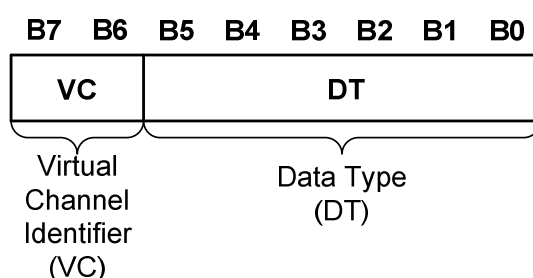 B7 B6 B5 B4 B3 B2 B1 B0
VC DT
Virtual
Channel
Identifier
(VC)
Data Type
(DT)